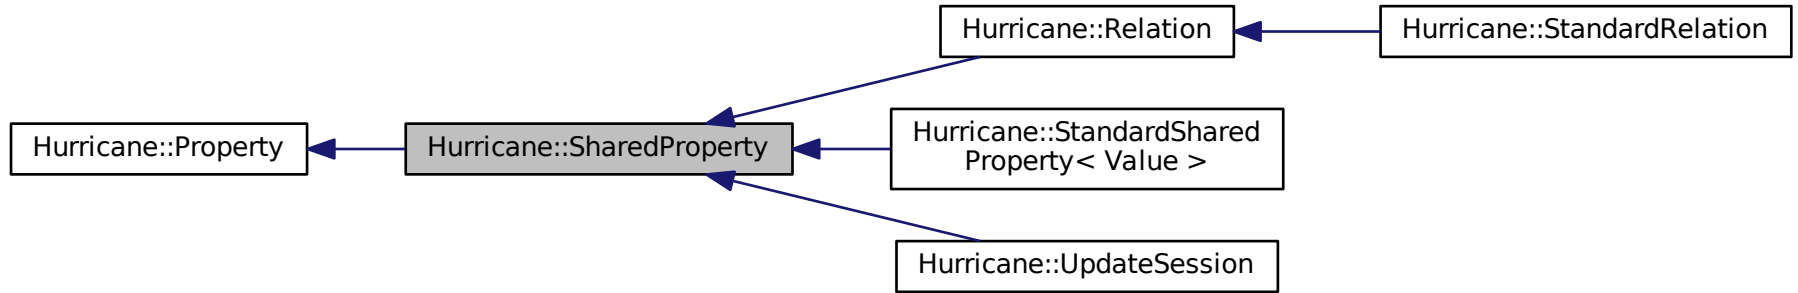 Hurricane::Property
Hurricane::SharedProperty
Hurricane::Relation
Hurricane::StandardRelation
Hurricane::StandardShared
Property< Value >
Hurricane::UpdateSession